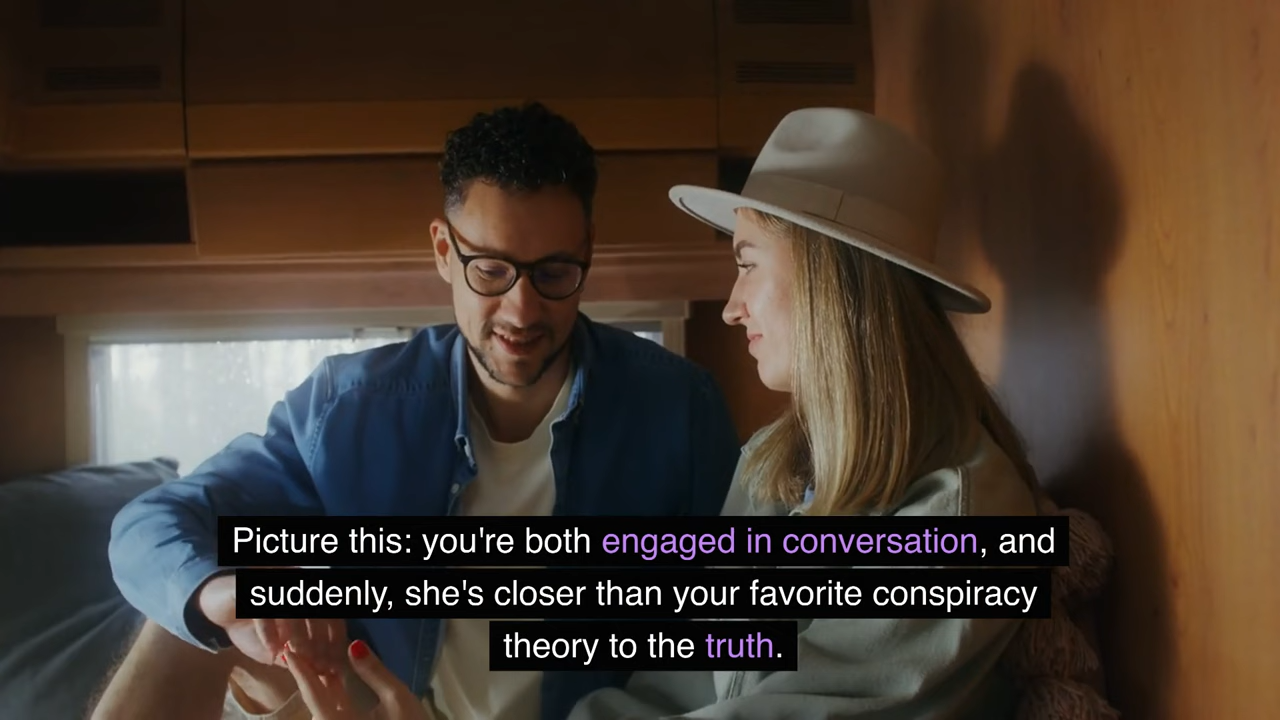 Picture this: you're both engaged in conversation, and
suddenly, she's closer than your favorite conspiracy
theory to the truth.